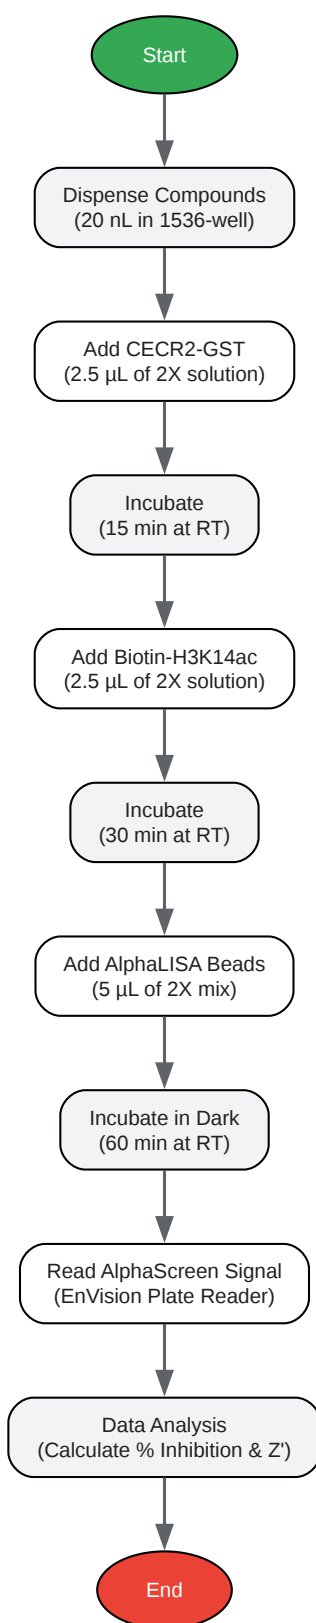 Start
Dispense Compounds
(20 nL in 1536-well)
Add CECR2-GST
(2.5 µL of 2X solution)
Incubate
(15 min at RT)
Add Biotin-H3K14ac
(2.5 µL of 2X solution)
Incubate
(30 min at RT)
Add AlphaLISA Beads
(5 µL of 2X mix)
Incubate in Dark
(60 min at RT)
Read AlphaScreen Signal
(EnVision Plate Reader)
Data Analysis
(Calculate % Inhibition & Z')
End